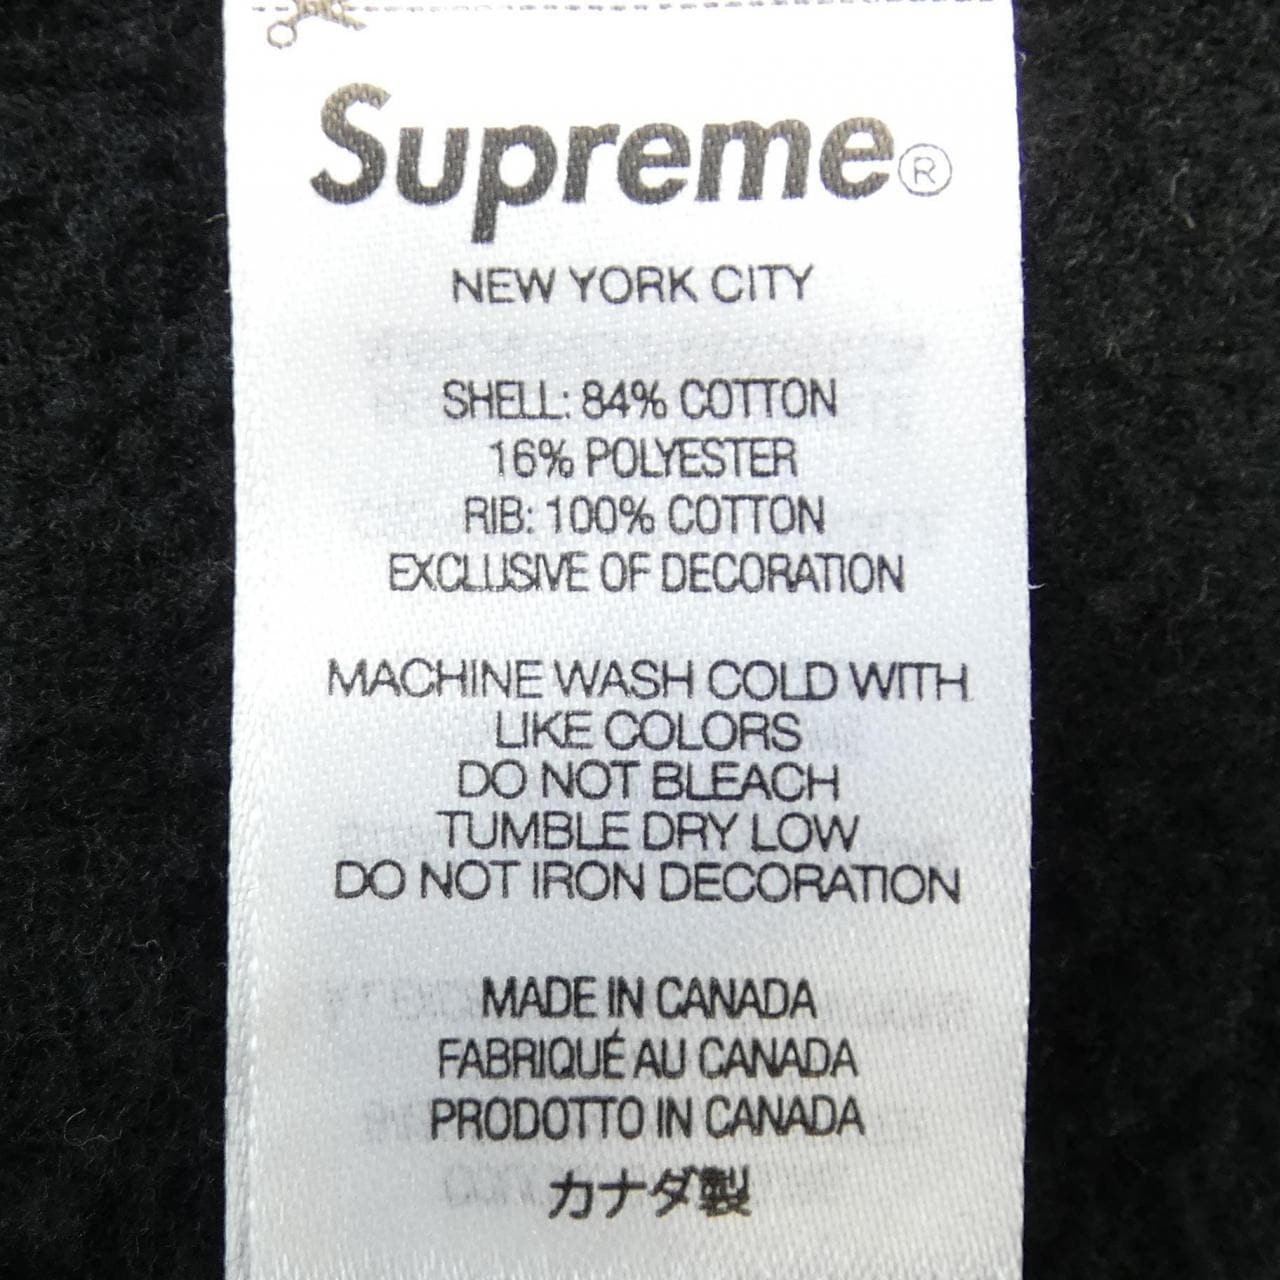 Supreme®
NEW YORK CITY
SHELL: 84% COTTON
16% POLYESTER
RIB: 100% COTTON
EXCLUSIVE OF DECORATION
MACHINE WASH COLD WITH
LIKE COLORS
DO NOT BLEACH
TUMBLE DRY LOW
DO NOT IRON DECORATION
MADE IN CANADA
FABRIQUÉ AU CANADA
PRODOTTO IN CANADA
カナダ製